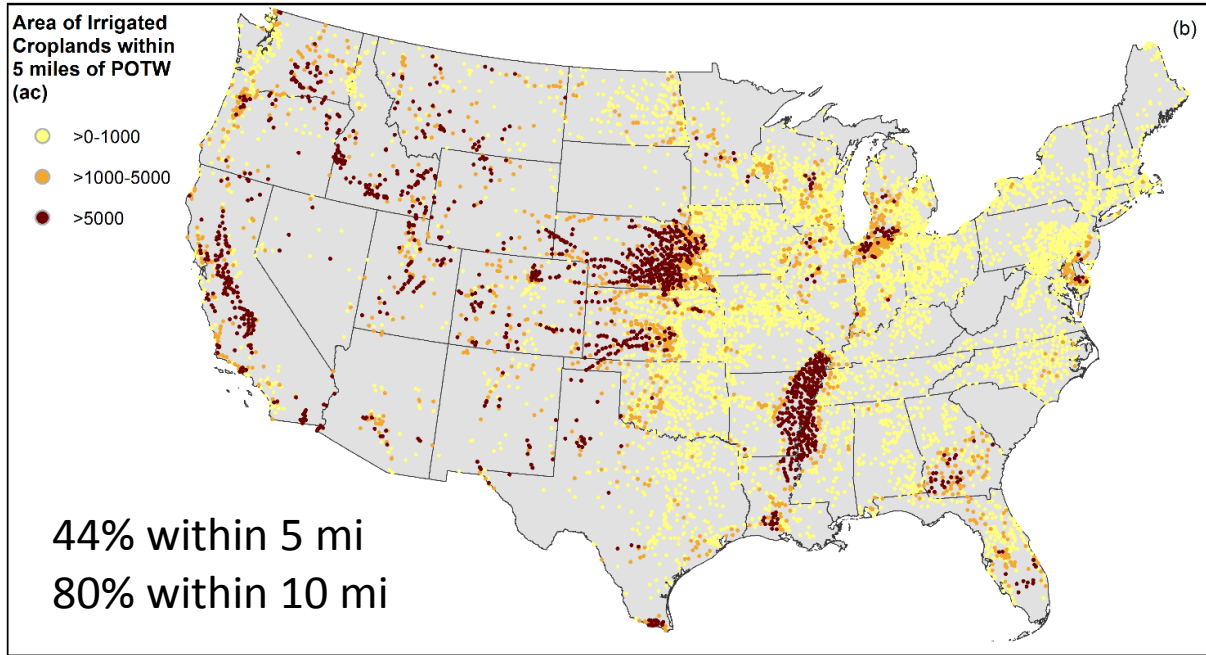 Area of Irrigated
Croplands within
5 miles of POTW
(ac)
>0-1000
>1000-5000
>5000
(b)
44% within 5 mi
80% within 10 mi